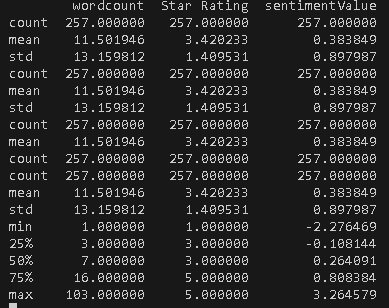 wordcount Star Rating sentimentValue
count 257.000000 257.000000 257.000000
mean 11.501946 3.420233 0.383849
std 13.159812 1.409531 0.897987
count 257.000000 257.000000 257.000000
mean 11.501946 3.420233 0.383849
std 13.159812 1.409531 0.897987
count 257.000000 257.000000 257.000000
mean 11.501946 3.420233 0.383849
count 257.000000 257.000000 257.000000
count 257.000000 257.000000 257.000000
mean 11.501946 3.420233 0.383849
std 13.159812 1.409531 0.897987
min 1.000000 1.000000 -2.276469
25% 3.000000 3.000000 -0.108144
50% 7.000000 3.000000 0.264091
75% 16.000000 5.000000 0.808384
max 103.000000 5.000000 3.264579